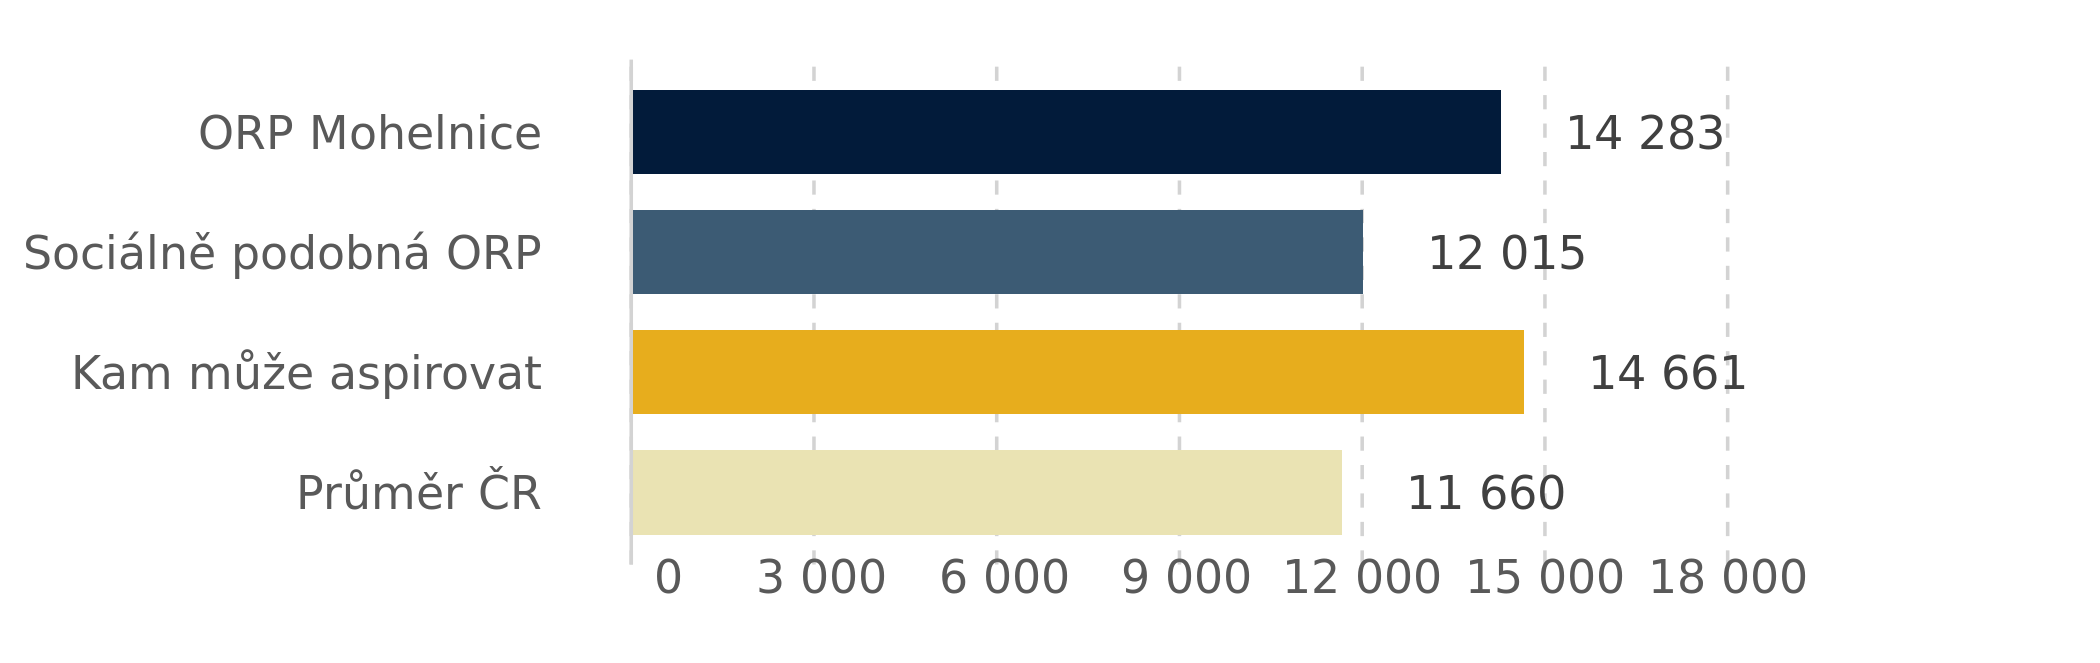 ORP Mohelnice 14 283
Sociálně podobná ORP 12 015
Kam může aspirovat 14 661
Průměr ČR 11 660
0 3 000 6 000 9 000 12 000 15 000 18 000